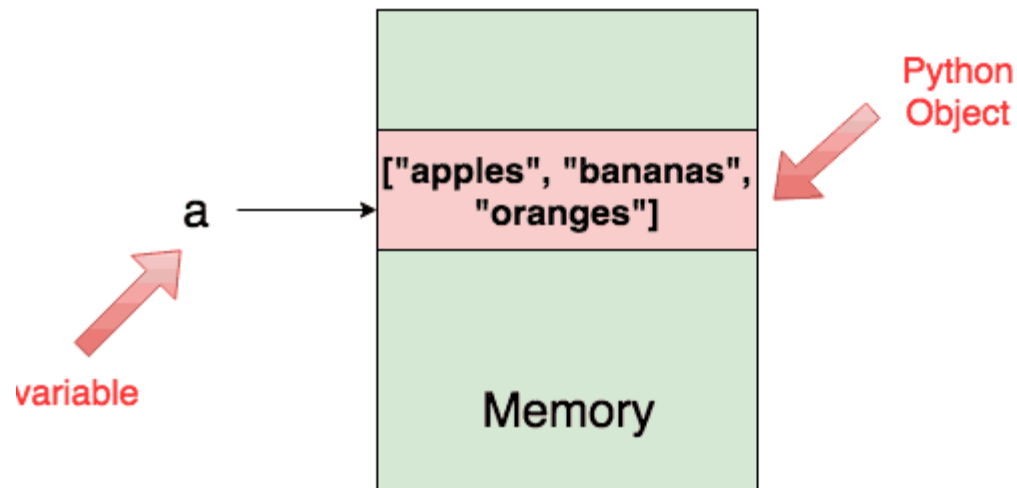 Python
Object
["apples", "bananas",
"oranges"]
a
variable
Memory